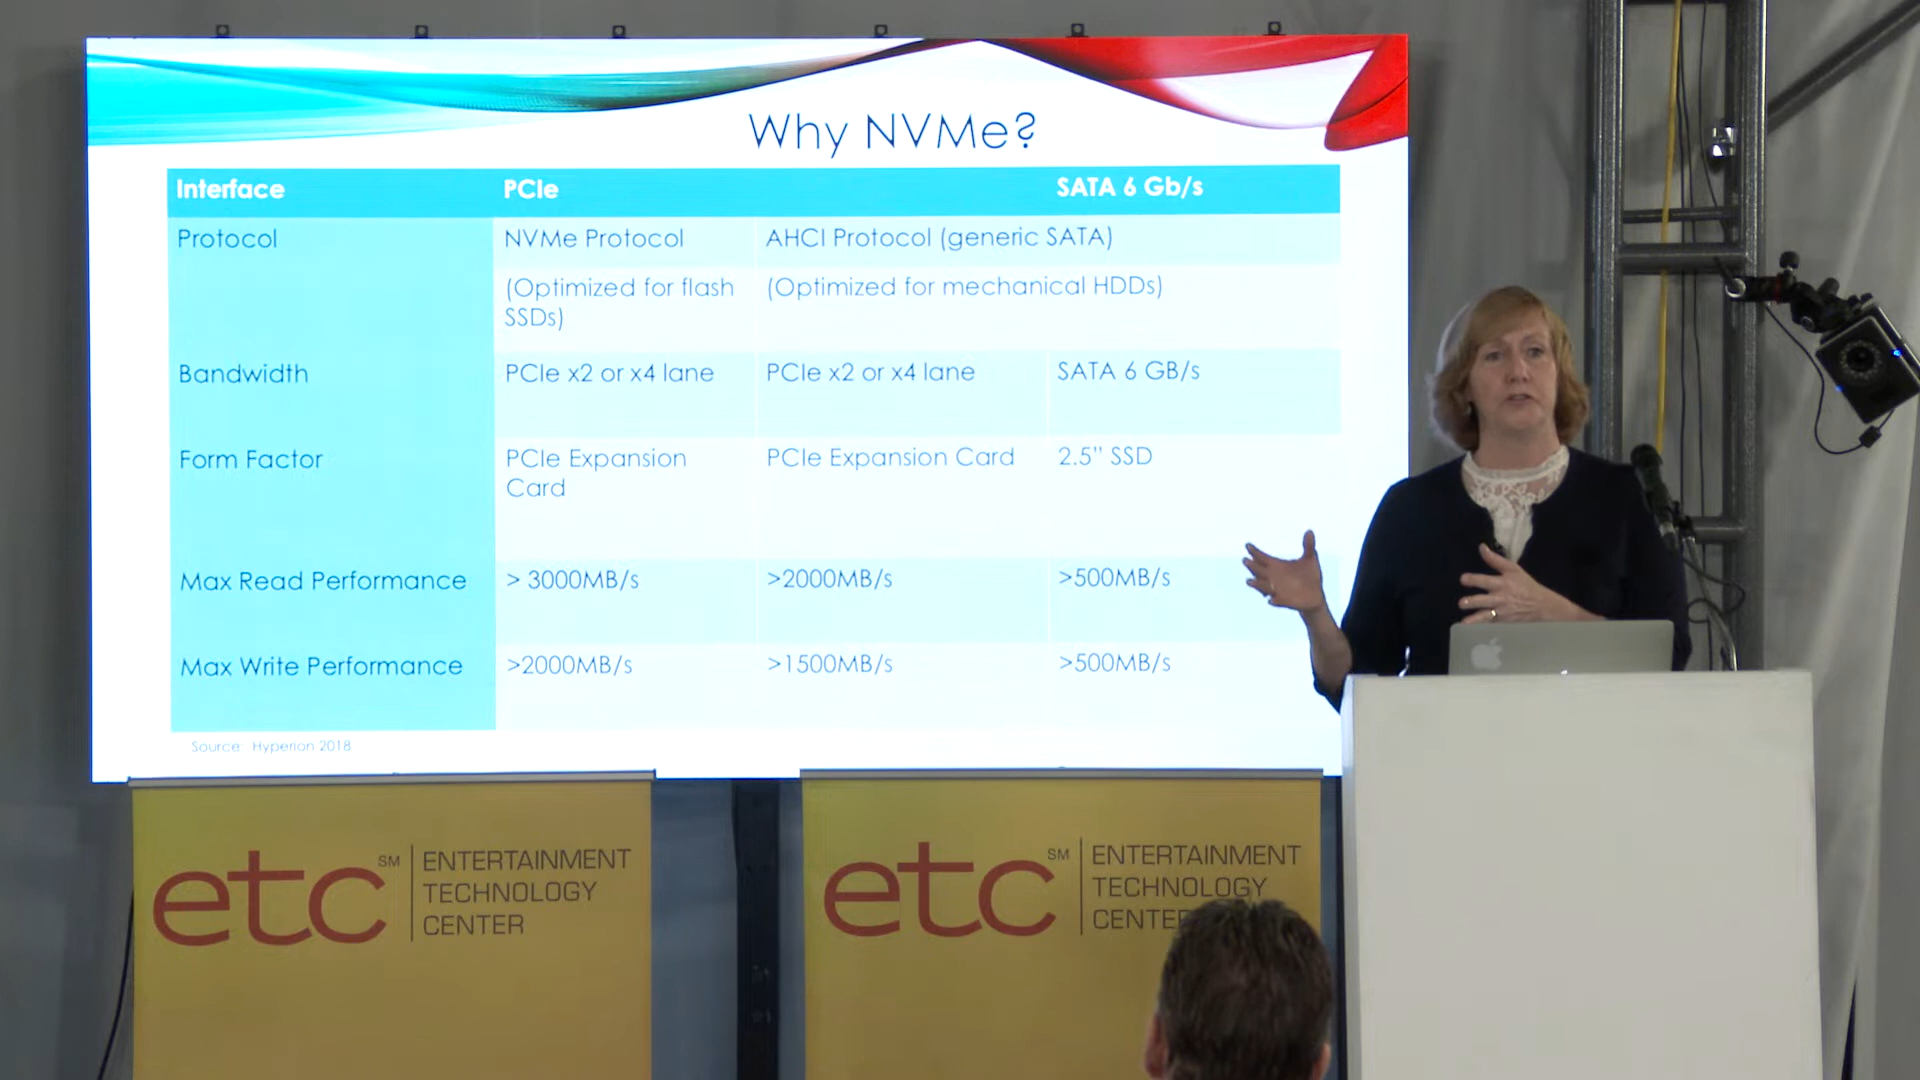 Why NVMe?
Interface PCIe SATA 6 Gb/s
Protocol NVMe Protocol AHCI Protocol (generic SATA)
(Optimized for flash SSDs) (Optimized for mechanical HDDs)
Bandwidth PCIe x2 or x4 lane PCIe x2 or x4 lane SATA 6 GB/s
Form Factor PCIe Expansion Card PCIe Expansion Card 2.5" SSD
Max Read Performance > 3000MB/s >2000MB/s >500MB/s
Max Write Performance >2000MB/s >1500MB/s >500MB/s
Source: Hyperion 2018
etc SM ENTERTAINMENT
TECHNOLOGY
CENTER
etc SM ENTERTAINMENT
TECHNOLOGY
CENTE